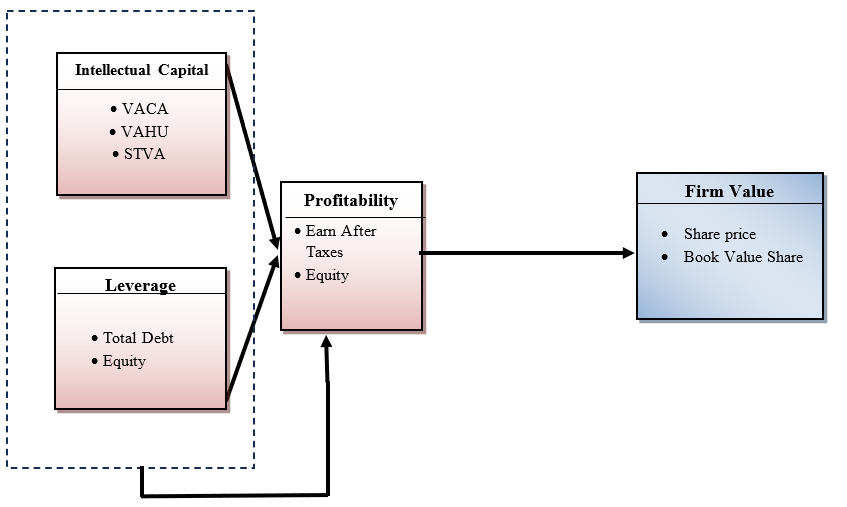 Intellectual Capital
• VACA
• VAHU
• STVA
Leverage
• Total Debt
• Equity
Profitability
• Earn After
Taxes
• Equity
Firm Value
• Share price
• Book Value Share